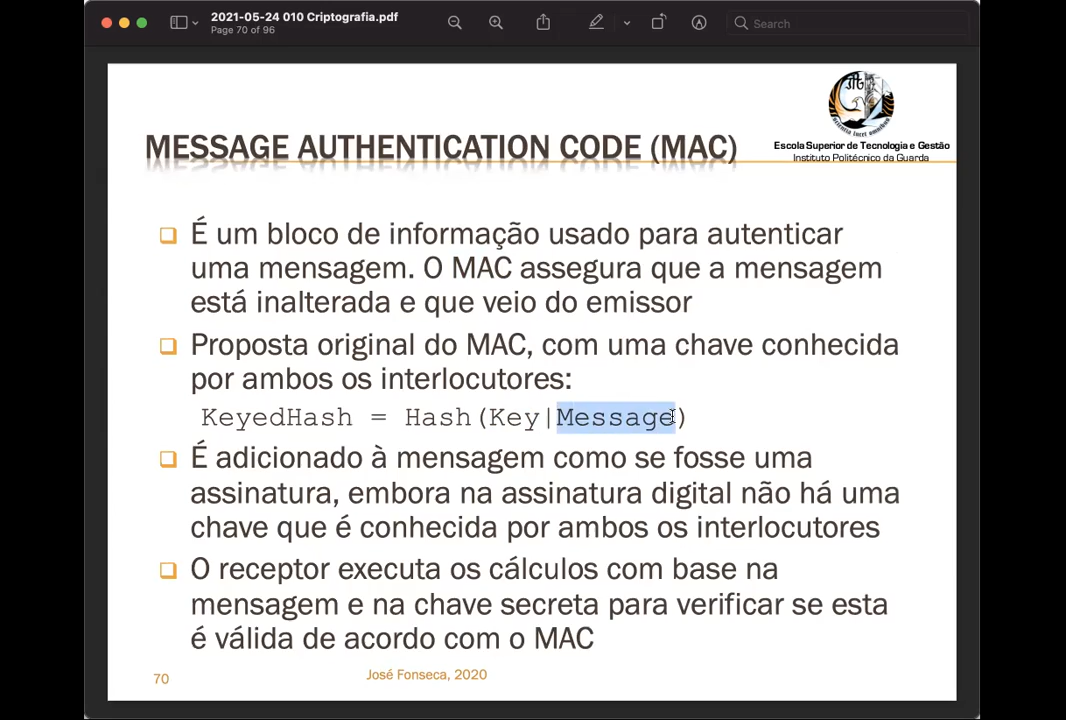 2021-05-24 010 Criptografia.pdf
Page 70 of 96
Search
MESSAGE AUTHENTICATION CODE (MAC)
Escola Superior de Tecnologia e Gestão
Instituto Politécnico da Guarda
É um bloco de informação usado para autenticar
uma mensagem. O MAC assegura que a mensagem
está inalterada e que veio do emissor
Proposta original do MAC, com uma chave conhecida
por ambos os interlocutores:
KeyedHash = Hash(Key|Message)
É adicionado à mensagem como se fosse uma
assinatura, embora na assinatura digital não há uma
chave que é conhecida por ambos os interlocutores
O receptor executa os cálculos com base na
mensagem e na chave secreta para verificar se esta
é válida de acordo com o MAC
70
José Fonseca, 2020